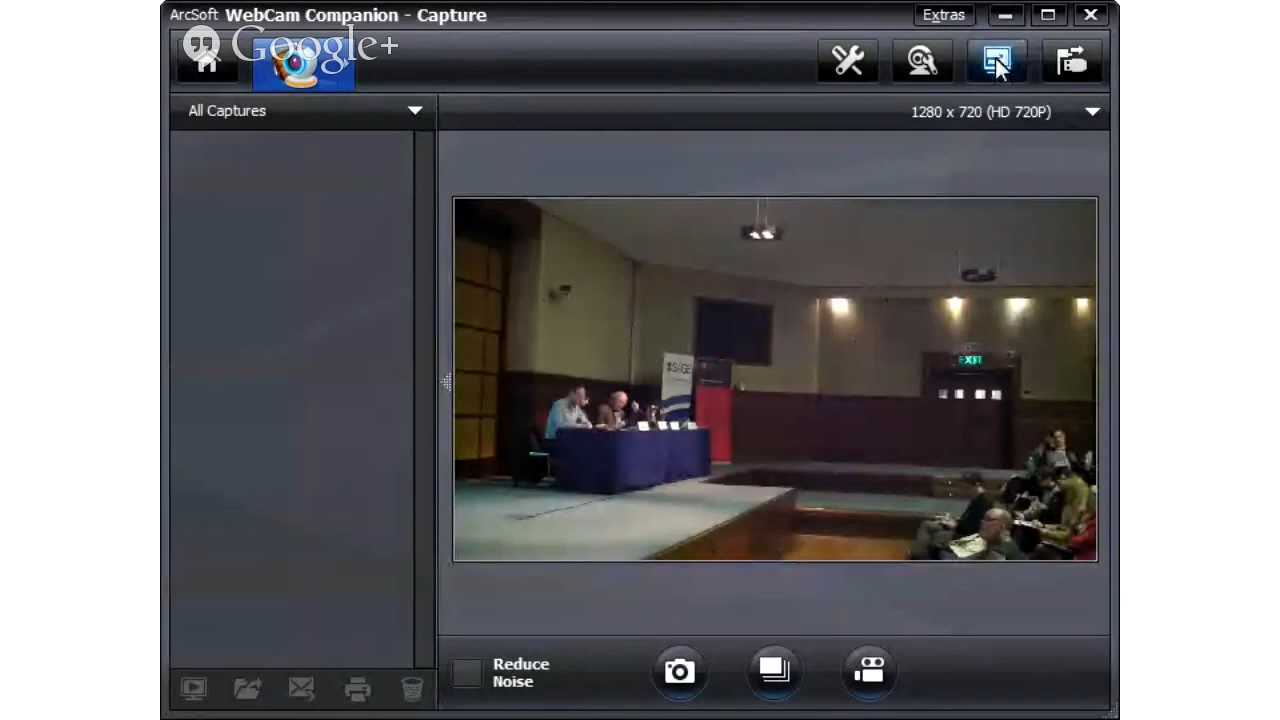 ArcSoft WebCam Companion - Capture
Extras
Google+
All Captures
1280 x 720 (HD 720P)
SAGE
EXIT
Reduce
Noise